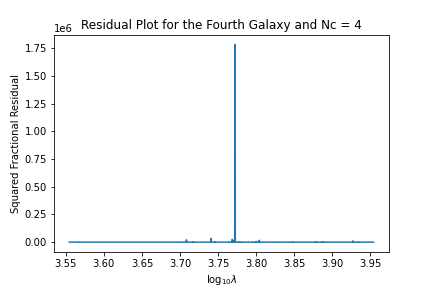 Residual Plot for the Fourth Galaxy and Nc = 4
1e6
Squared Fractional Residual
1.75
1.50
1.25
1.00
0.75
0.50
0.25
0.00
3.55 3.60 3.65 3.70 3.75 3.80 3.85 3.90 3.95
log₁₀λ